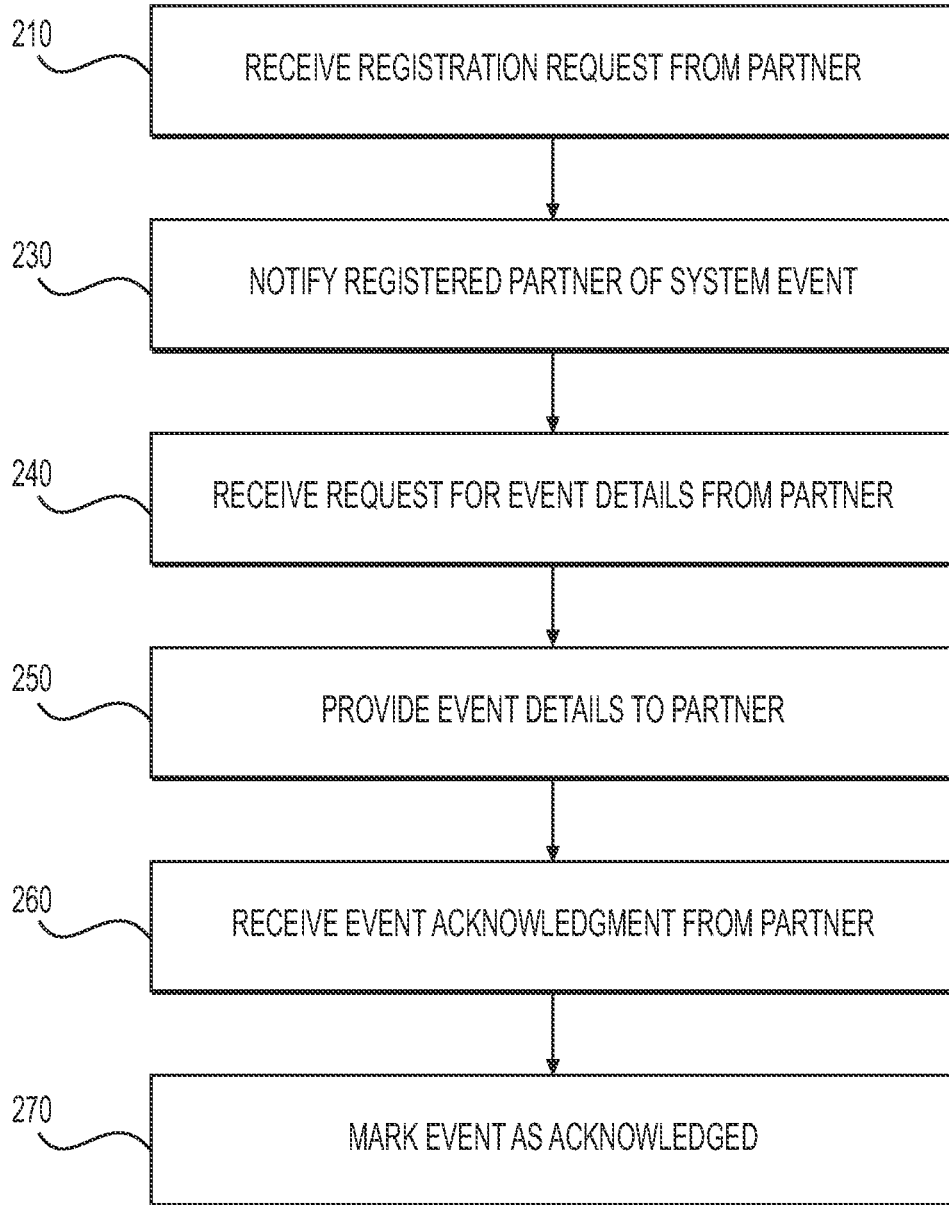 210
RECEIVE REGISTRATION REQUEST FROM PARTNER
230
NOTIFY REGISTERED PARTNER OF SYSTEM EVENT
240
RECEIVE REQUEST FOR EVENT DETAILS FROM PARTNER
250
PROVIDE EVENT DETAILS TO PARTNER
260
RECEIVE EVENT ACKNOWLEDGMENT FROM PARTNER
270
MARK EVENT AS ACKNOWLEDGED